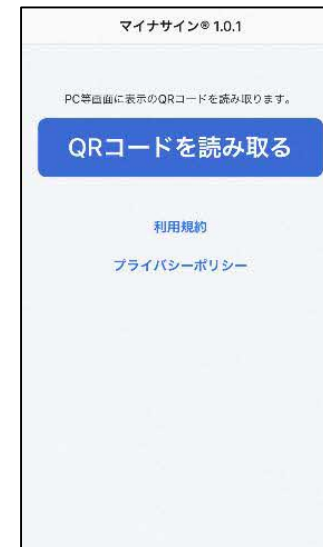 マイナサイン® 1.0.1
PC等画面に表示のQRコードを読み取ります。
QRコードを読み取る
利用規約
プライバシーポリシー